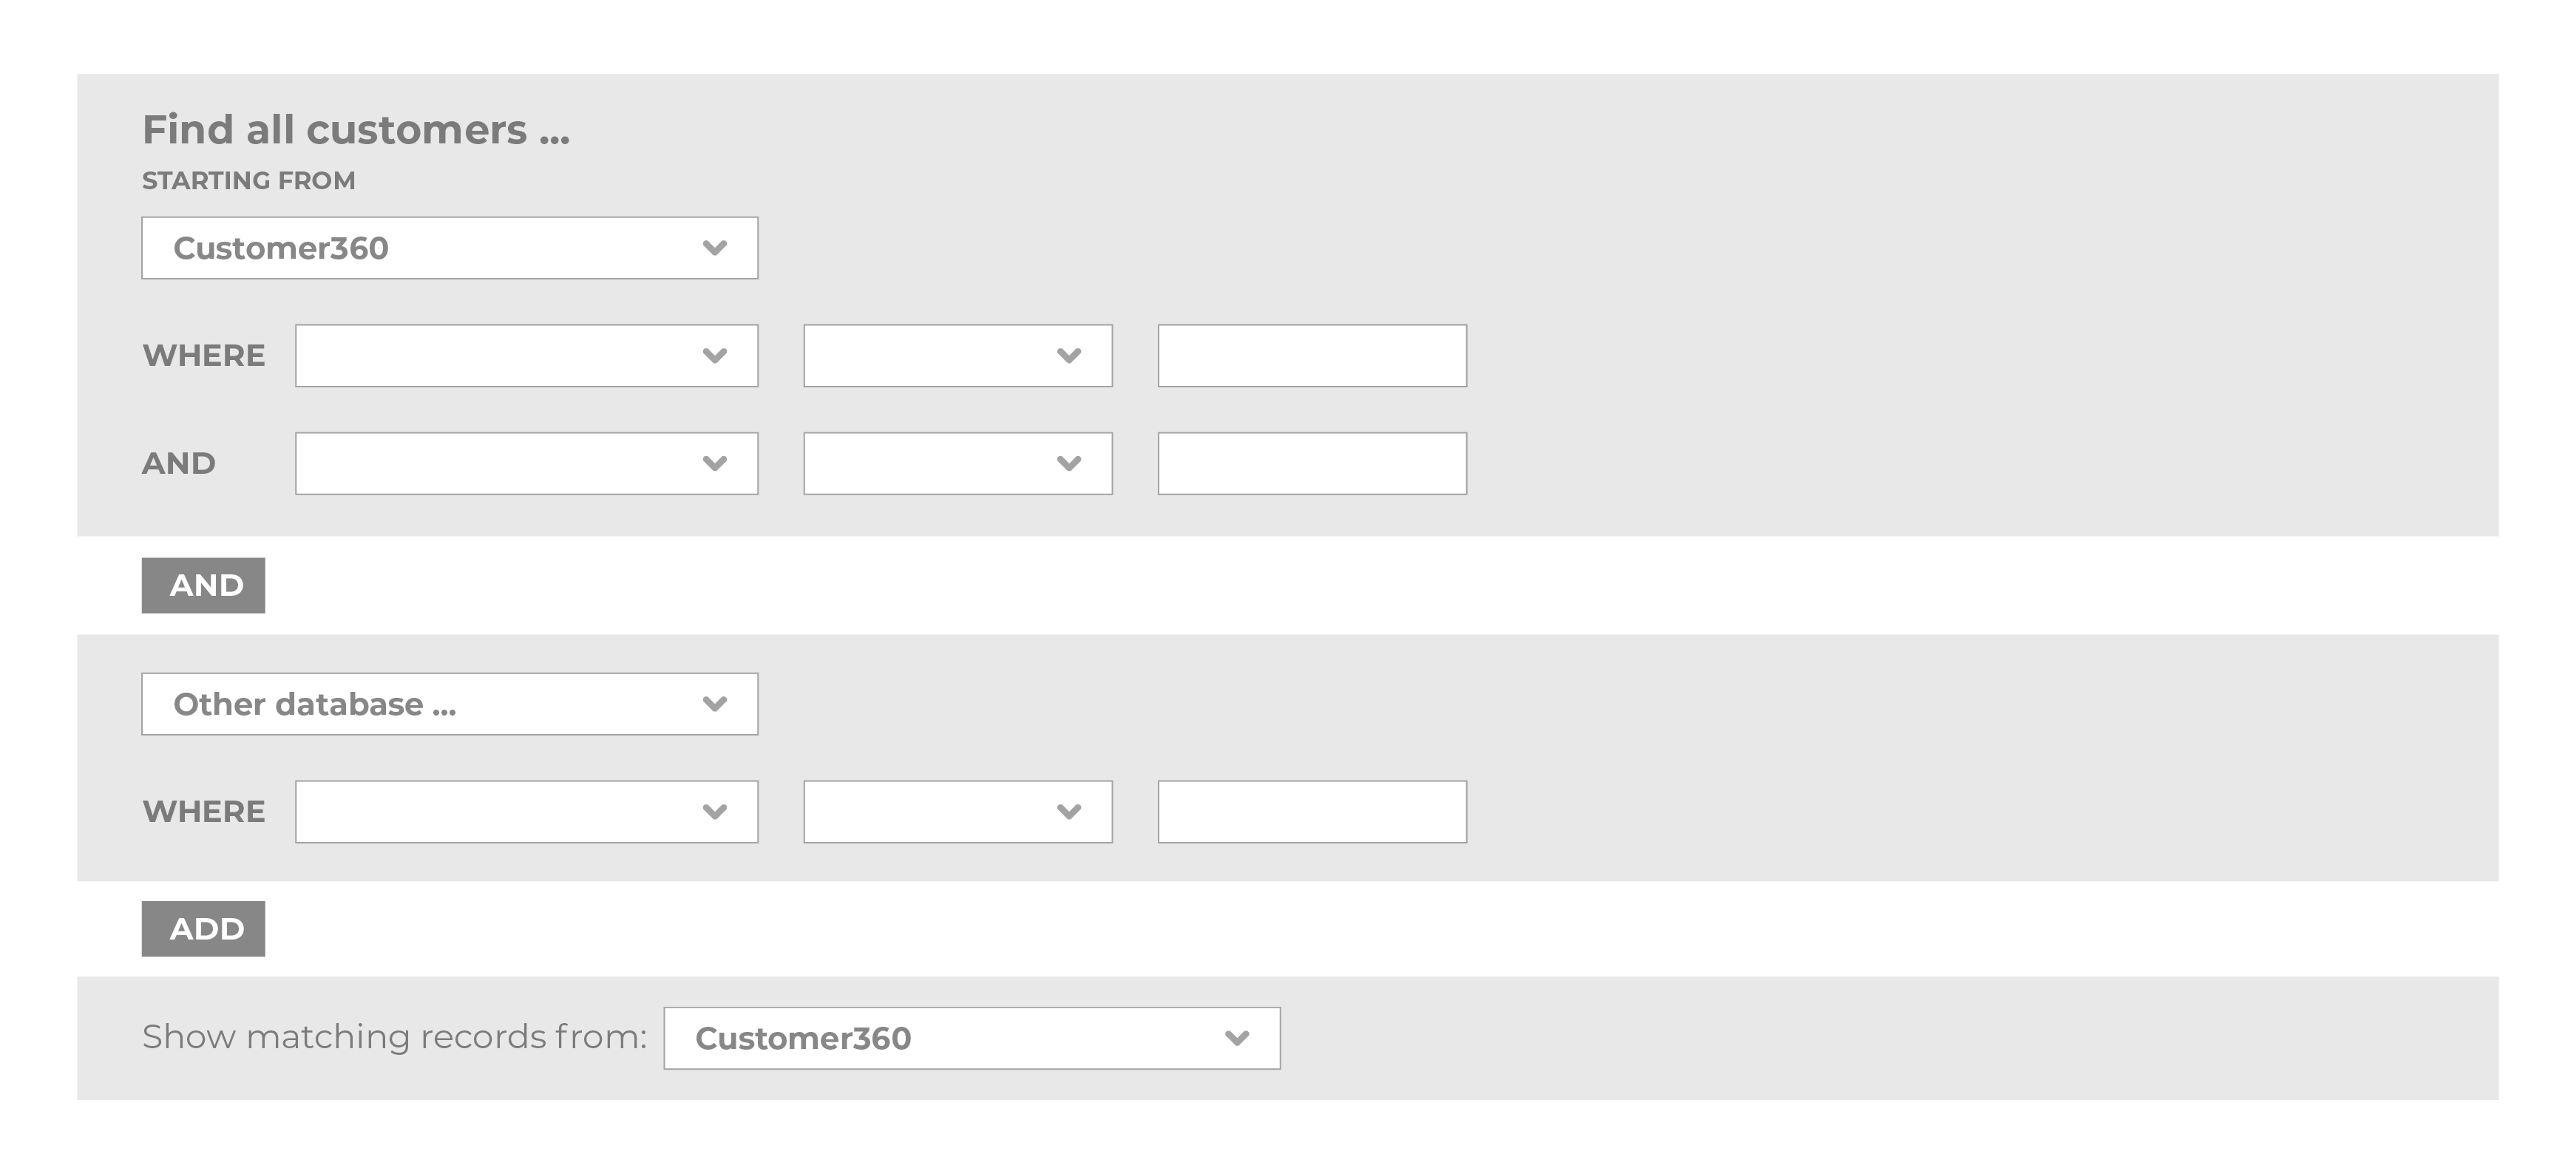 Find all customers ...
STARTING FROM
Customer360
WHERE
AND
AND
Other database ...
WHERE
ADD
Show matching records from: Customer360